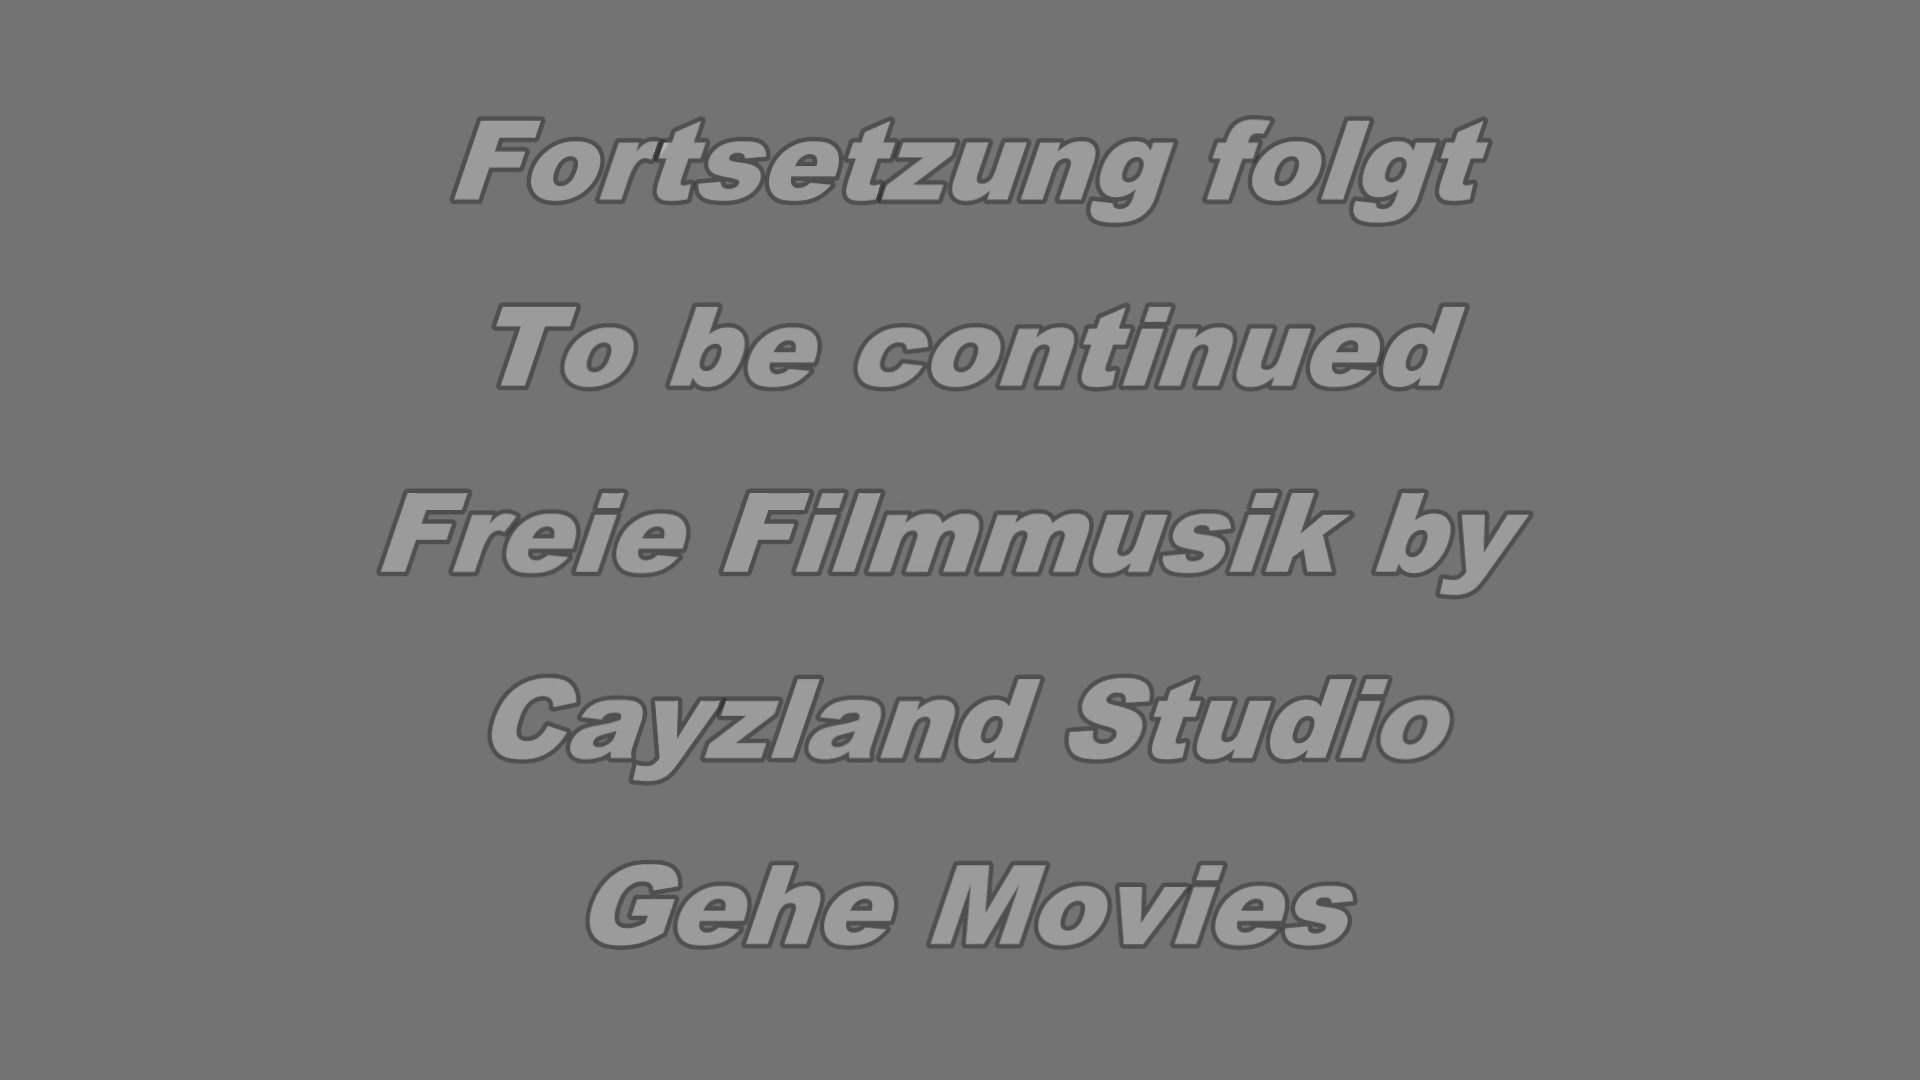 Fortsetzung folgt
To be continued
Freie Filmmusik by
Cayzland Studio
Gehe Movies